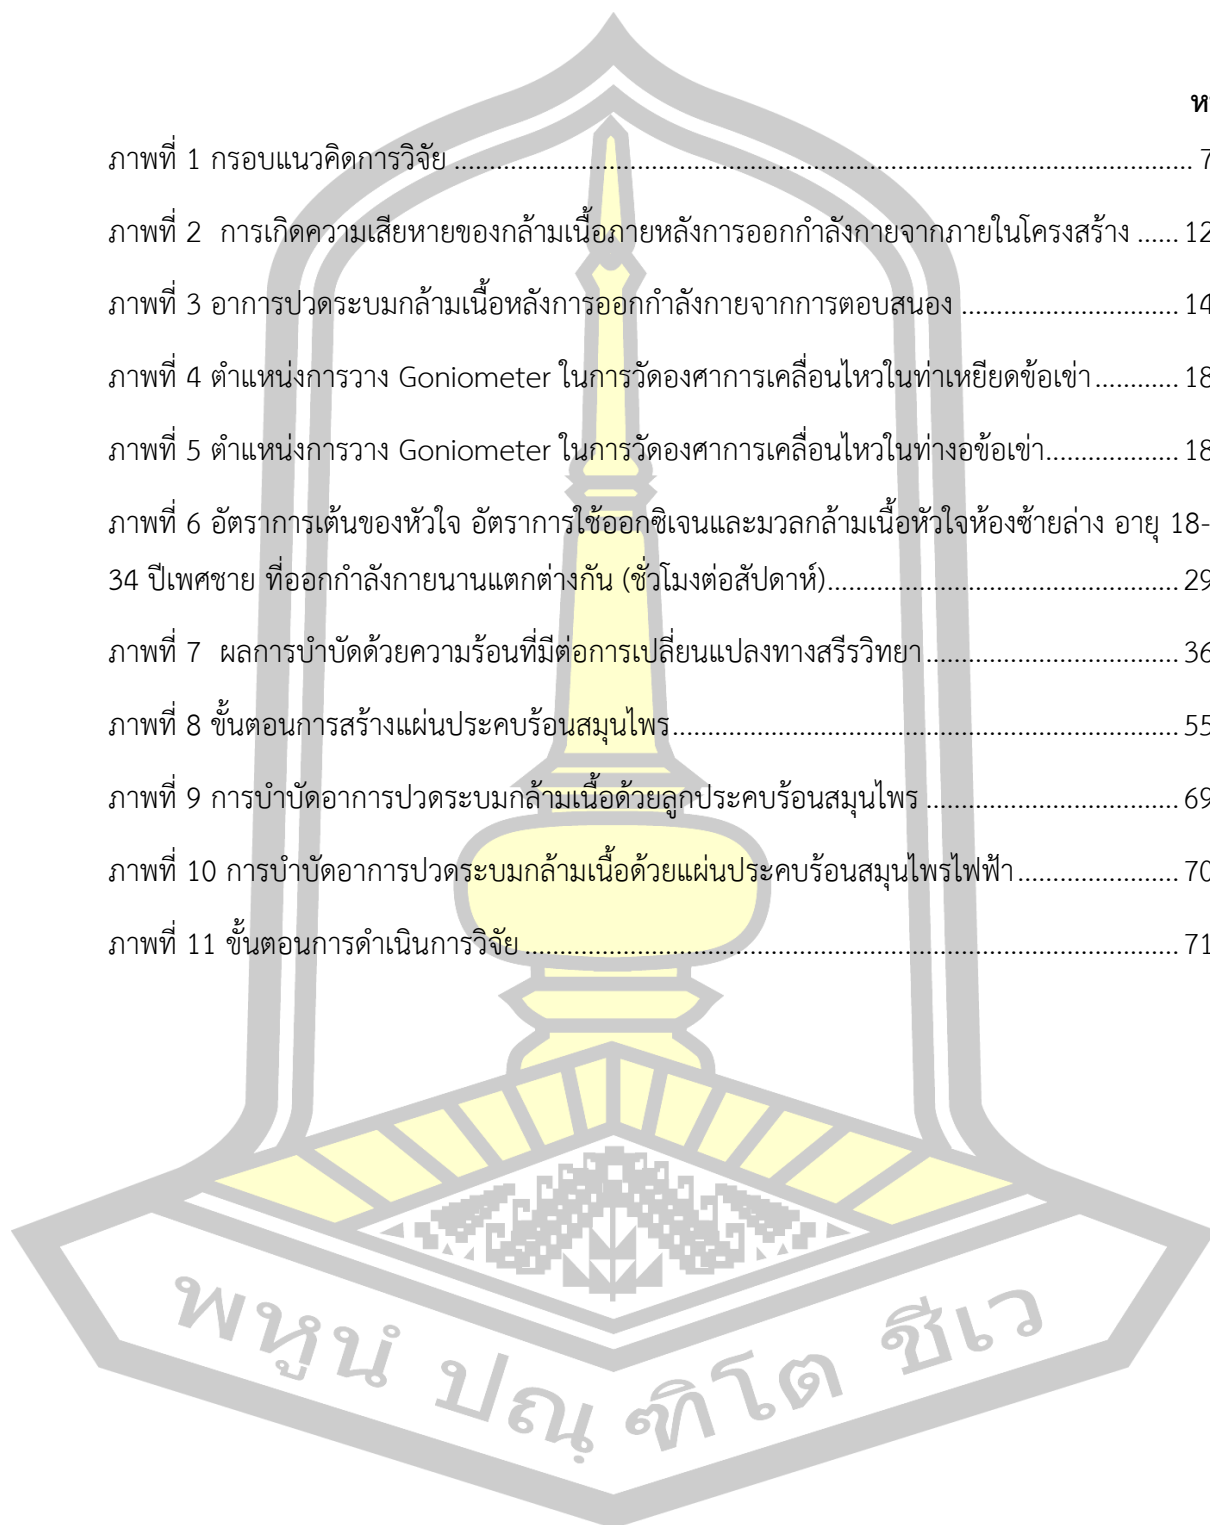 ห
ภาพที่ 1 กรอบแนวคิดการวิจัย ........................................................................................................ 7
ภาพที่ 2 การเกิดความเสียหายของกล้ามเนื้อภายหลังการออกกำลังกายจากภายในโครงสร้าง ...... 12
ภาพที่ 3 อาการปวดระบมกล้ามเนื้อหลังการออกกำลังกายจากการตอบสนอง ............................... 14
ภาพที่ 4 ตำแหน่งการวาง Goniometer ในการวัดองศาการเคลื่อนไหวในท่าเหยียดข้อเข่า ............ 18
ภาพที่ 5 ตำแหน่งการวาง Goniometer ในการวัดองศาการเคลื่อนไหวในท่างอข้อเข่า................... 18
ภาพที่ 6 อัตราการเต้นของหัวใจ อัตราการใช้ออกซิเจนและมวลกล้ามเนื้อหัวใจห้องซ้ายล่าง อายุ 18-
34 ปีเพศชาย ที่ออกกำลังกายนานแตกต่างกัน (ชั่วโมงต่อสัปดาห์)................................................. 29
ภาพที่ 7 ผลการบำบัดด้วยความร้อนที่มีต่อการเปลี่ยนแปลงทางสรีรวิทยา .................................... 36
ภาพที่ 8 ขั้นตอนการสร้างแผ่นประคบร้อนสมุนไพร........................................................................ 55
ภาพที่ 9 การบำบัดอาการปวดระบมกล้ามเนื้อด้วยลูกประคบร้อนสมุนไพร .................................... 69
ภาพที่ 10 การบำบัดอาการปวดระบมกล้ามเนื้อด้วยแผ่นประคบร้อนสมุนไพรไฟฟ้า....................... 70
ภาพที่ 11 ขั้นตอนการดำเนินการวิจัย ............................................................................................. 71
พหูนํ ปณฺ ฑิโต ชีเว